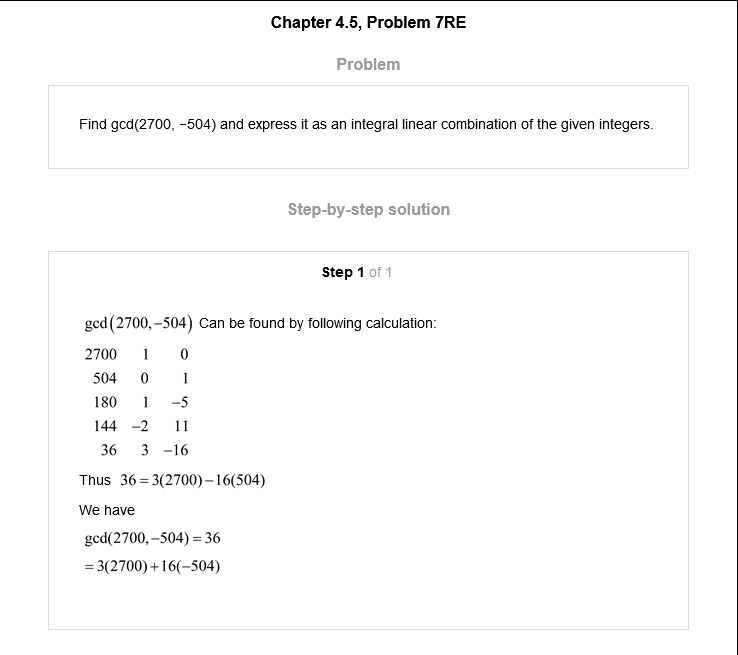 Chapter 4.5, Problem 7RE
Problem
Find gcd(2700, −504) and express it as an integral linear combination of the given integers.
Step-by-step solution
Step 1 of 1
gcd(2700,−504) Can be found by following calculation:
2700 1 0
504 0 1
180 1 −5
144 −2 11
36 3 −16
Thus 36 = 3(2700)−16(504)
We have
gcd(2700,−504) = 36
= 3(2700)+16(−504)